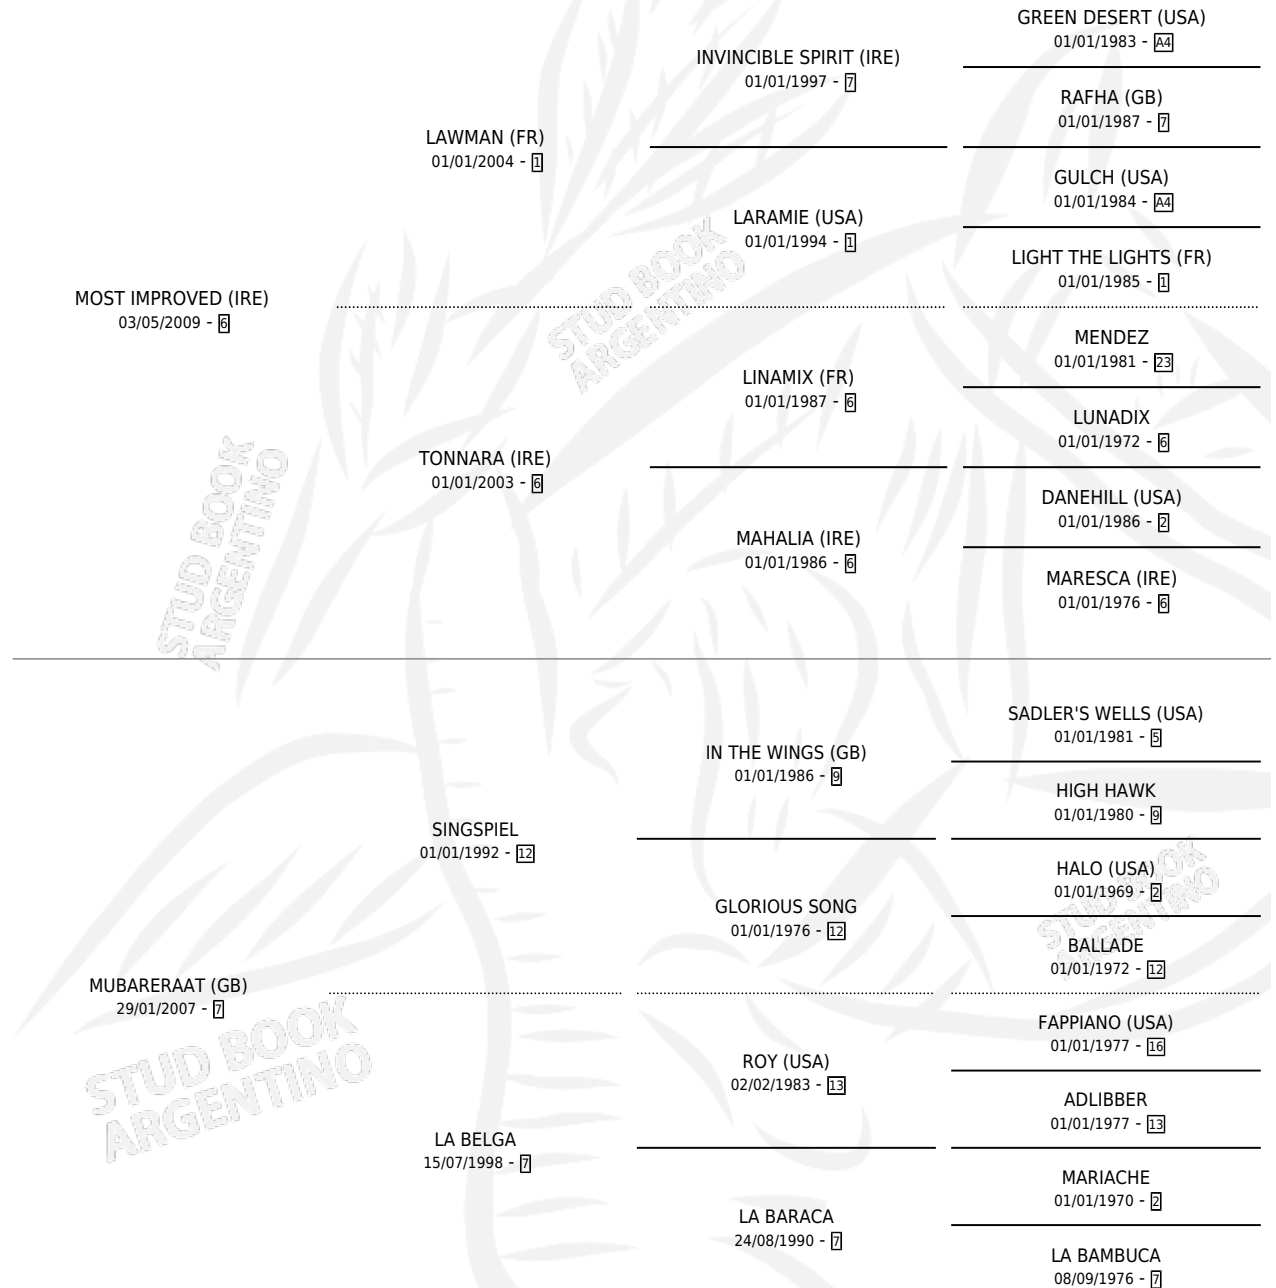 GREEN DESERT (USA)
01/01/1983 - A4
INVINCIBLE SPIRIT (IRE)
01/01/1997 - 7
RAFHA (GB)
01/01/1987 - 7
LAWMAN (FR)
01/01/2004 - 1
GULCH (USA)
01/01/1984 - A4
LARAMIE (USA)
01/01/1994 - 1
LIGHT THE LIGHTS (FR)
01/01/1985 - 1
MOST IMPROVED (IRE)
03/05/2009 - 6
MENDEZ
01/01/1981 - 23
LINAMIX (FR)
01/01/1987 - 6
LUNADIX
01/01/1972 - 6
TONNARA (IRE)
01/01/2003 - 6
DANEHILL (USA)
01/01/1986 - 2
MAHALIA (IRE)
01/01/1986 - 6
MARESCA (IRE)
01/01/1976 - 6
SADLER'S WELLS (USA)
01/01/1981 - 5
IN THE WINGS (GB)
01/01/1986 - 9
HIGH HAWK
01/01/1980 - 9
SINGSPIEL
01/01/1992 - 12
HALO (USA)
01/01/1969 - 2
GLORIOUS SONG
01/01/1976 - 12
BALLADE
01/01/1972 - 12
MUBARERAAT (GB)
29/01/2007 - 7
FAPPIANO (USA)
01/01/1977 - 16
ROY (USA)
02/02/1983 - 13
ADLIBBER
01/01/1977 - 13
LA BELGA
15/07/1998 - 7
MARIACHE
01/01/1970 - 2
LA BARACA
24/08/1990 - 7
LA BAMBUCA
08/09/1976 - 7
STUD BOOK
ARGENTINO
STUD BOOK
ARGENTINO
STUD BOOK
ARGENTINO
STUD BOOK
ARGENTINO